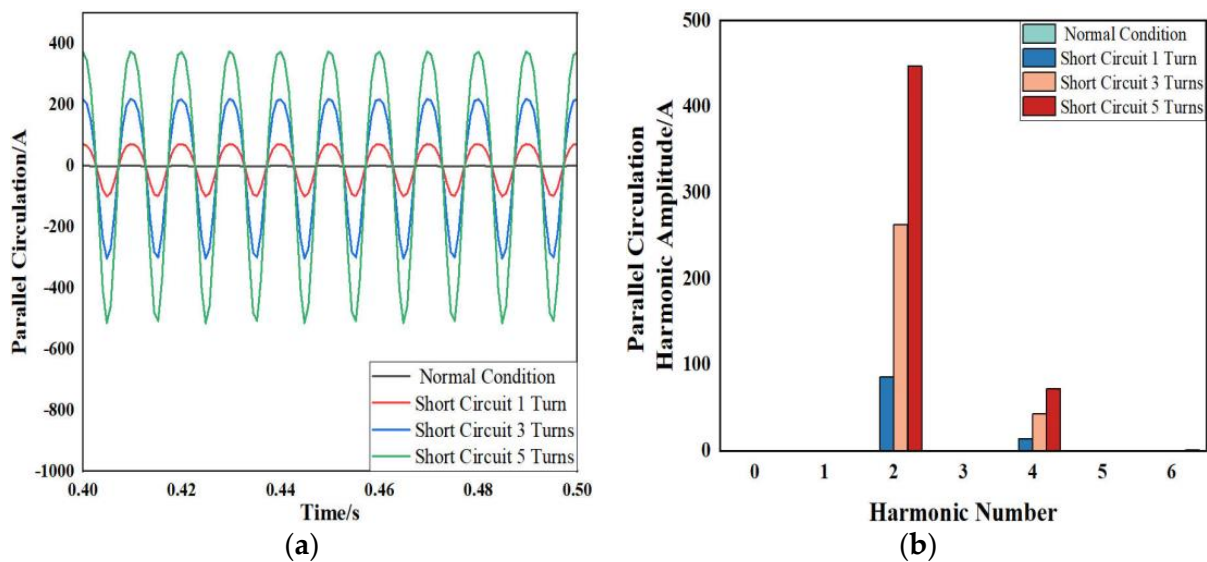 400
200
0
-200
-400
-600
-800
-1000
Parallel Circulation/A
Normal Condition
Short Circuit 1 Turn
Short Circuit 3 Turns
Short Circuit 5 Turns
0.40 0.42 0.44 0.46 0.48 0.50
Time/s
(a)
500
400
300
200
100
0
Parallel Circulation
Harmonic Amplitude/A
Normal Condition
Short Circuit 1 Turn
Short Circuit 3 Turns
Short Circuit 5 Turns
0 1 2 3 4 5 6
Harmonic Number
(b)